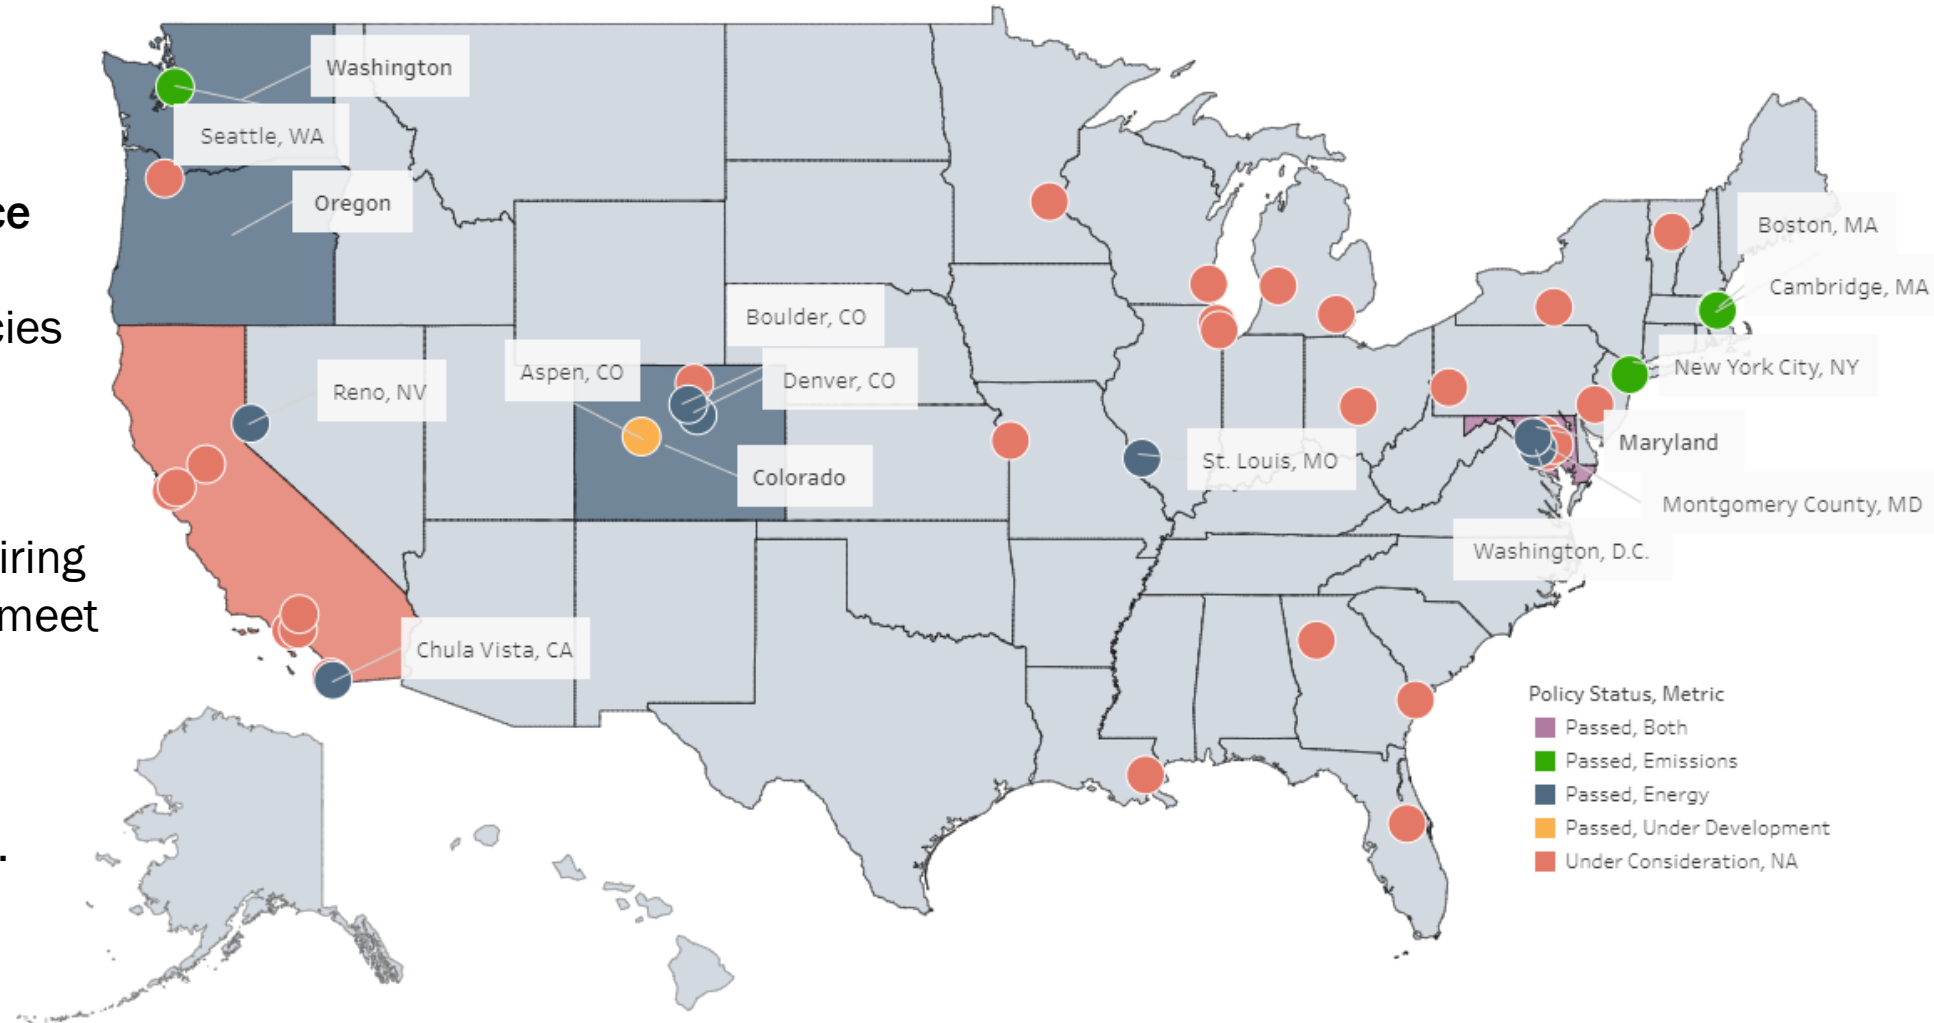 ce
cies
iring
meet
.
Washington
Seattle, WA
Oregon
Boulder, CO
Aspen, CO
Denver, CO
Reno, NV
Colorado
St. Louis, MO
Chula Vista, CA
Boston, MA
Cambridge, MA
New York City, NY
Maryland
Montgomery County, MD
Washington, D.C.
Policy Status, Metric
Passed, Both
Passed, Emissions
Passed, Energy
Passed, Under Development
Under Consideration, NA